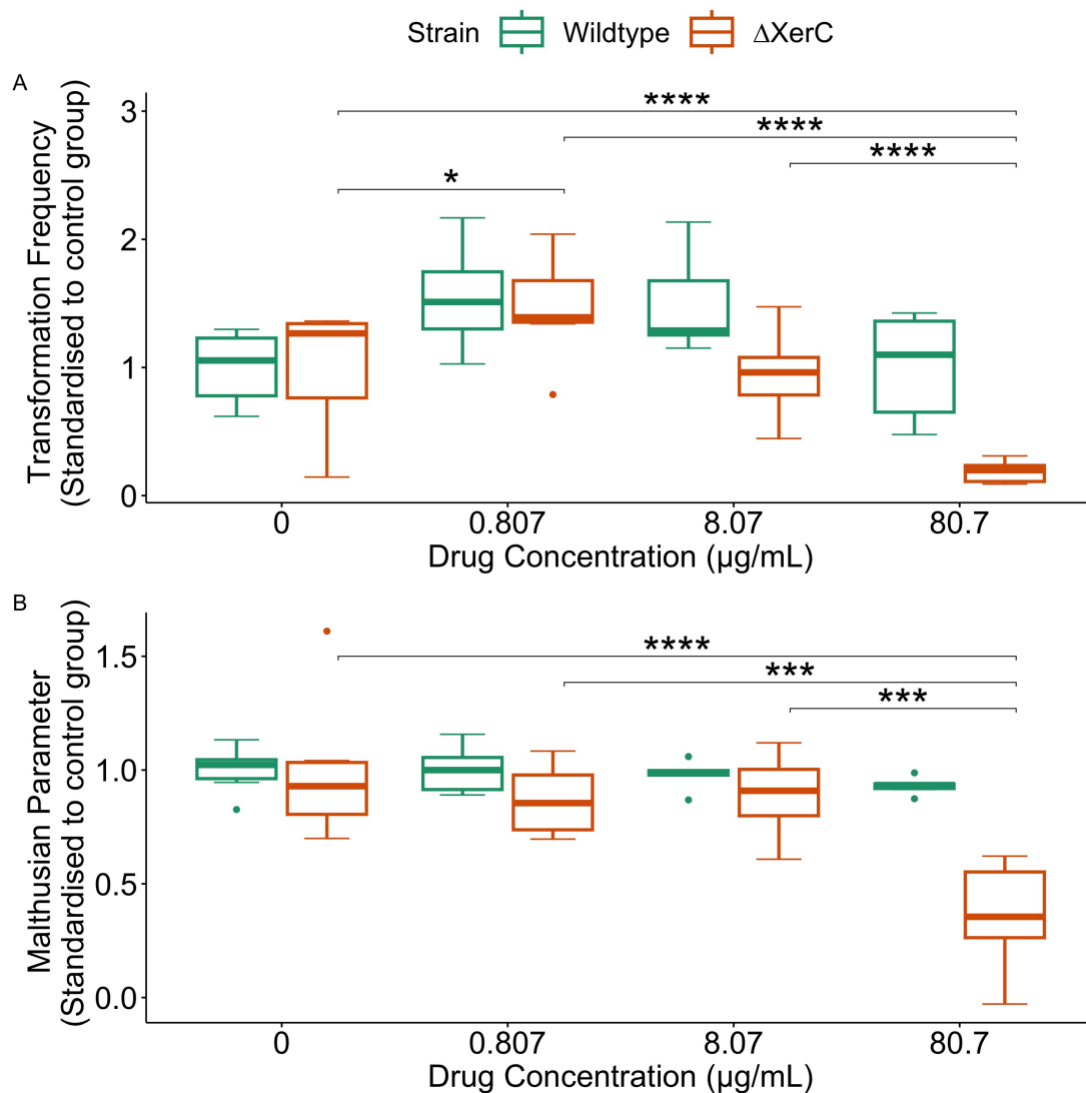 Strain Wildtype ΔXerC
A
Transformation Frequency
(Standardised to control group)
3
2
1
0
****
****
****
*
0 0.807 8.07 80.7
Drug Concentration (µg/mL)
B
Malthusian Parameter
(Standardised to control group)
1.5
1.0
0.5
0.0
****
***
***
0 0.807 8.07 80.7
Drug Concentration (µg/mL)